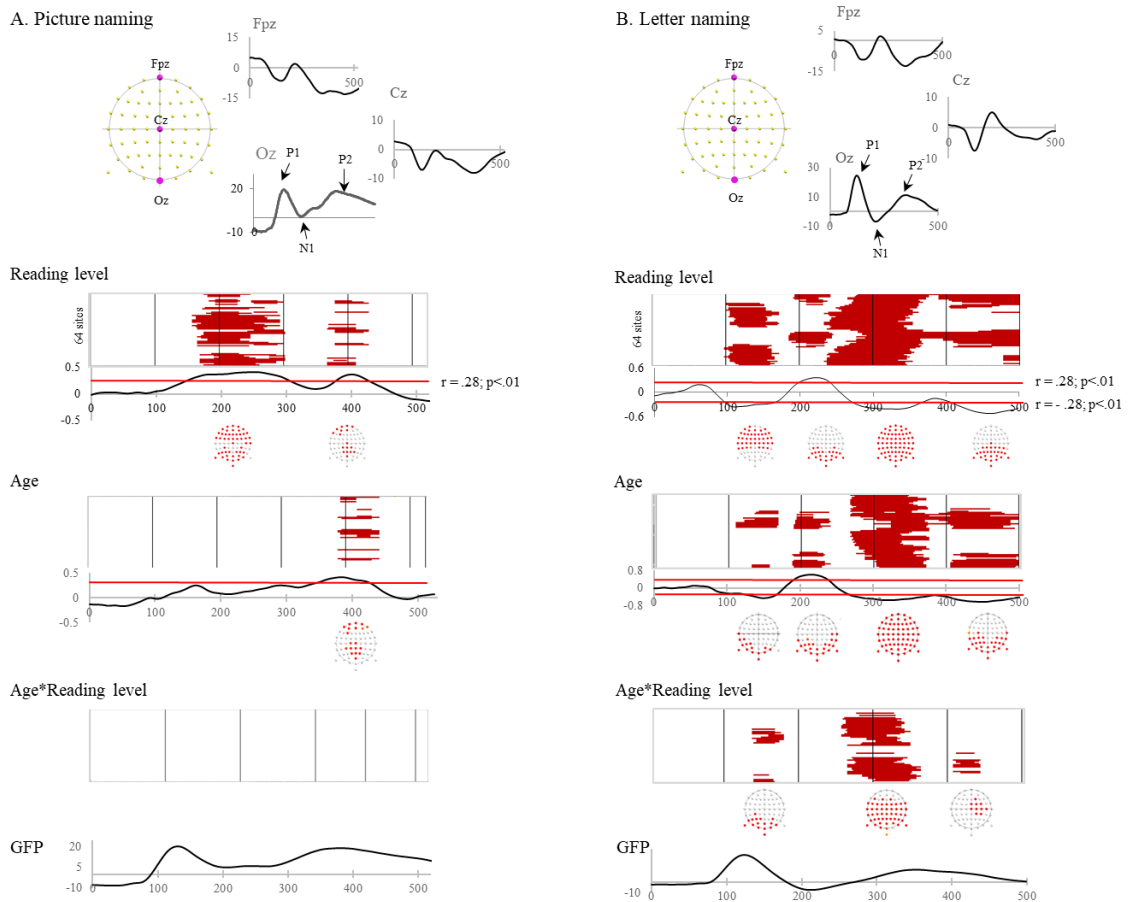 A. Picture naming
Fpz
15
0
-15
0
500
Fpz
Cz
Oz
Cz
10
0
-10
500
Oz
P1
P2
N1
20
-10
0
Reading level
64 sites
0.5
0
-0.5
0 100 200 300 400 500
r = .28; p<.01
Age
0.5
0
-0.5
0 100 200 300 400 500
Age*Reading level
GFP
20
5
-10
0 100 200 300 400 500
B. Letter naming
Fpz
5
-15
0
500
Fpz
Cz
Oz
Cz
10
0
-10
0
500
Oz
P1
P2
N1
30
10
-10
0
500
Reading level
64 sites
0.6
0
-0.6
0 100 200 300 400 500
r = .28; p<.01
r = - .28; p<.01
Age
0.8
0
-0.8
0 100 200 300 400 500
Age*Reading level
GFP
-10
0 100 200 300 400 500